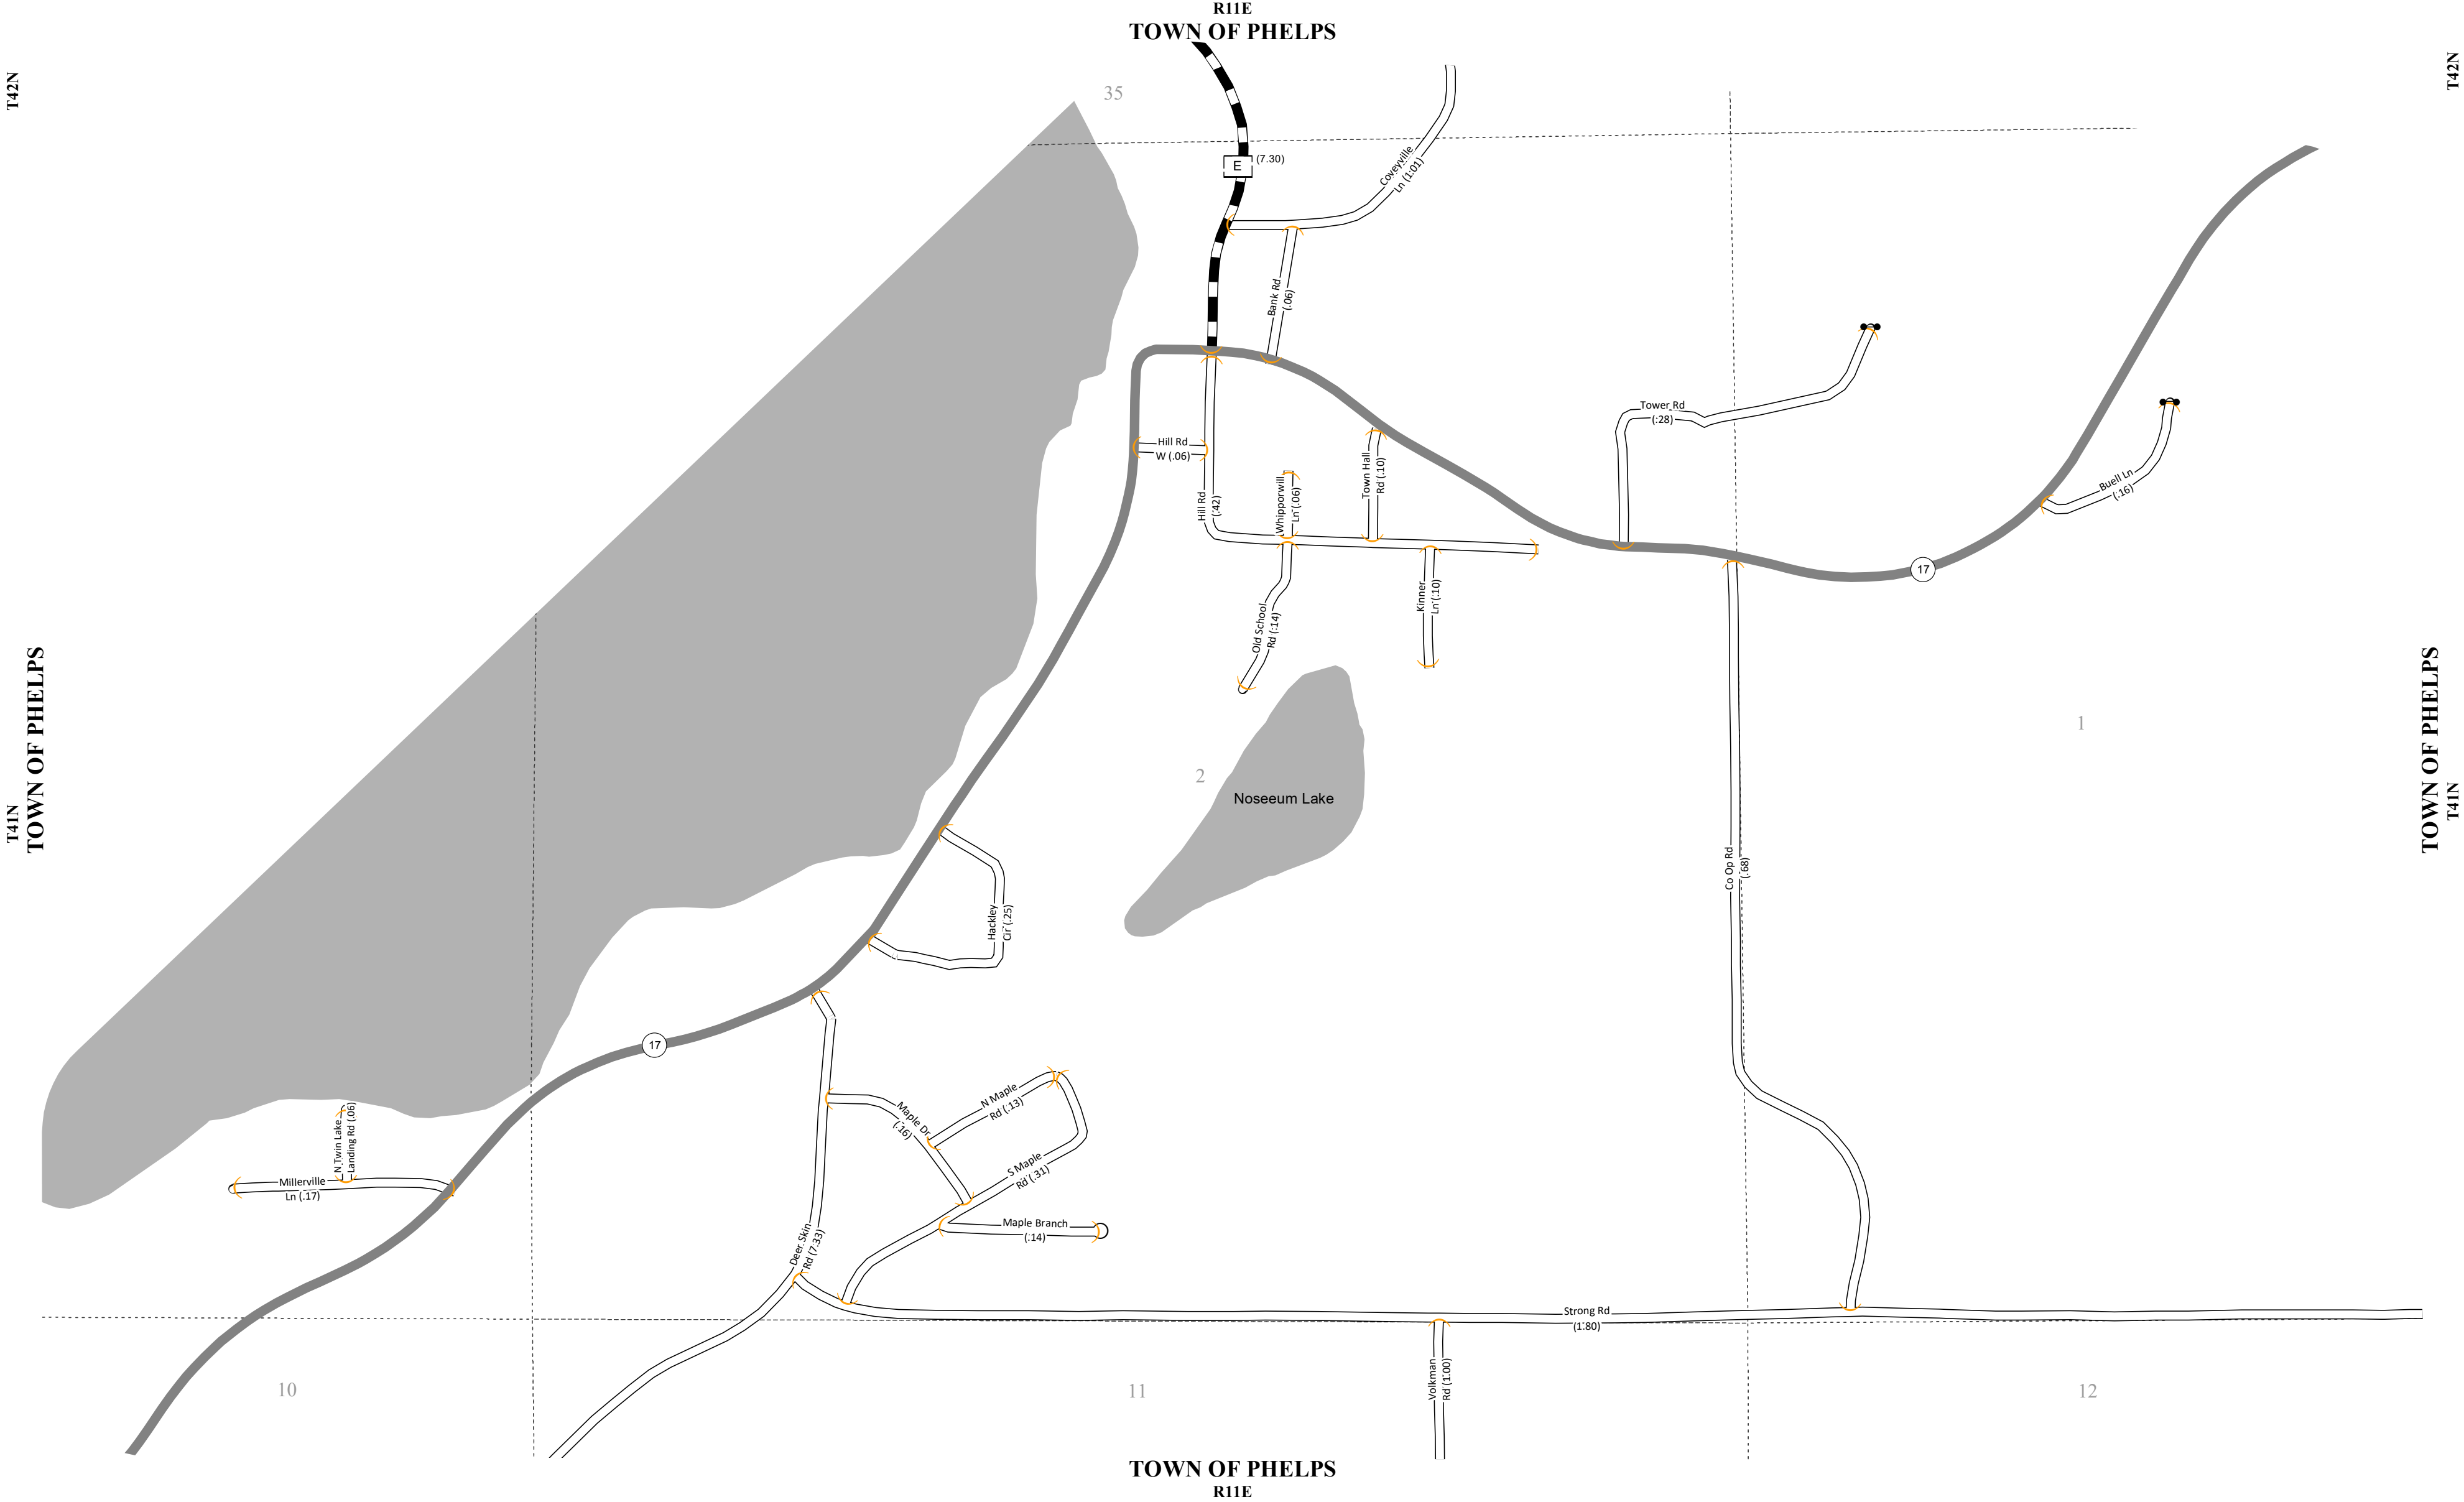 R11E
TOWN OF PHELPS
T42N
T42N
35
E
(7.30)
Coveyville
Ln (1.01)
Bank Rd
(.06)
Tower Rd
(.28)
Hill Rd
W (.06)
Hill Rd
(.42)
Whipporwill
Ln (.06)
Town Hall
Rd (.10)
Buell Ln
(.16)
17
Kinner
Ln (.10)
Old School
Rd (.14)
TOWN OF PHELPS
T41N
TOWN OF PHELPS
T41N
1
2
Noseeum Lake
Co Op Rd
(.68)
Hackley
Cir (.25)
17
N Maple
Rd (.13)
Maple Dr
(.16)
N Twin Lake
Landing Rd (.06)
Millerville
Ln (.17)
S Maple
Rd (.31)
Maple Branch
(.14)
Deer Skin
Rd (7.33)
Strong Rd
(1.80)
Volkman
Rd (1.00)
10
11
12
TOWN OF PHELPS
R11E